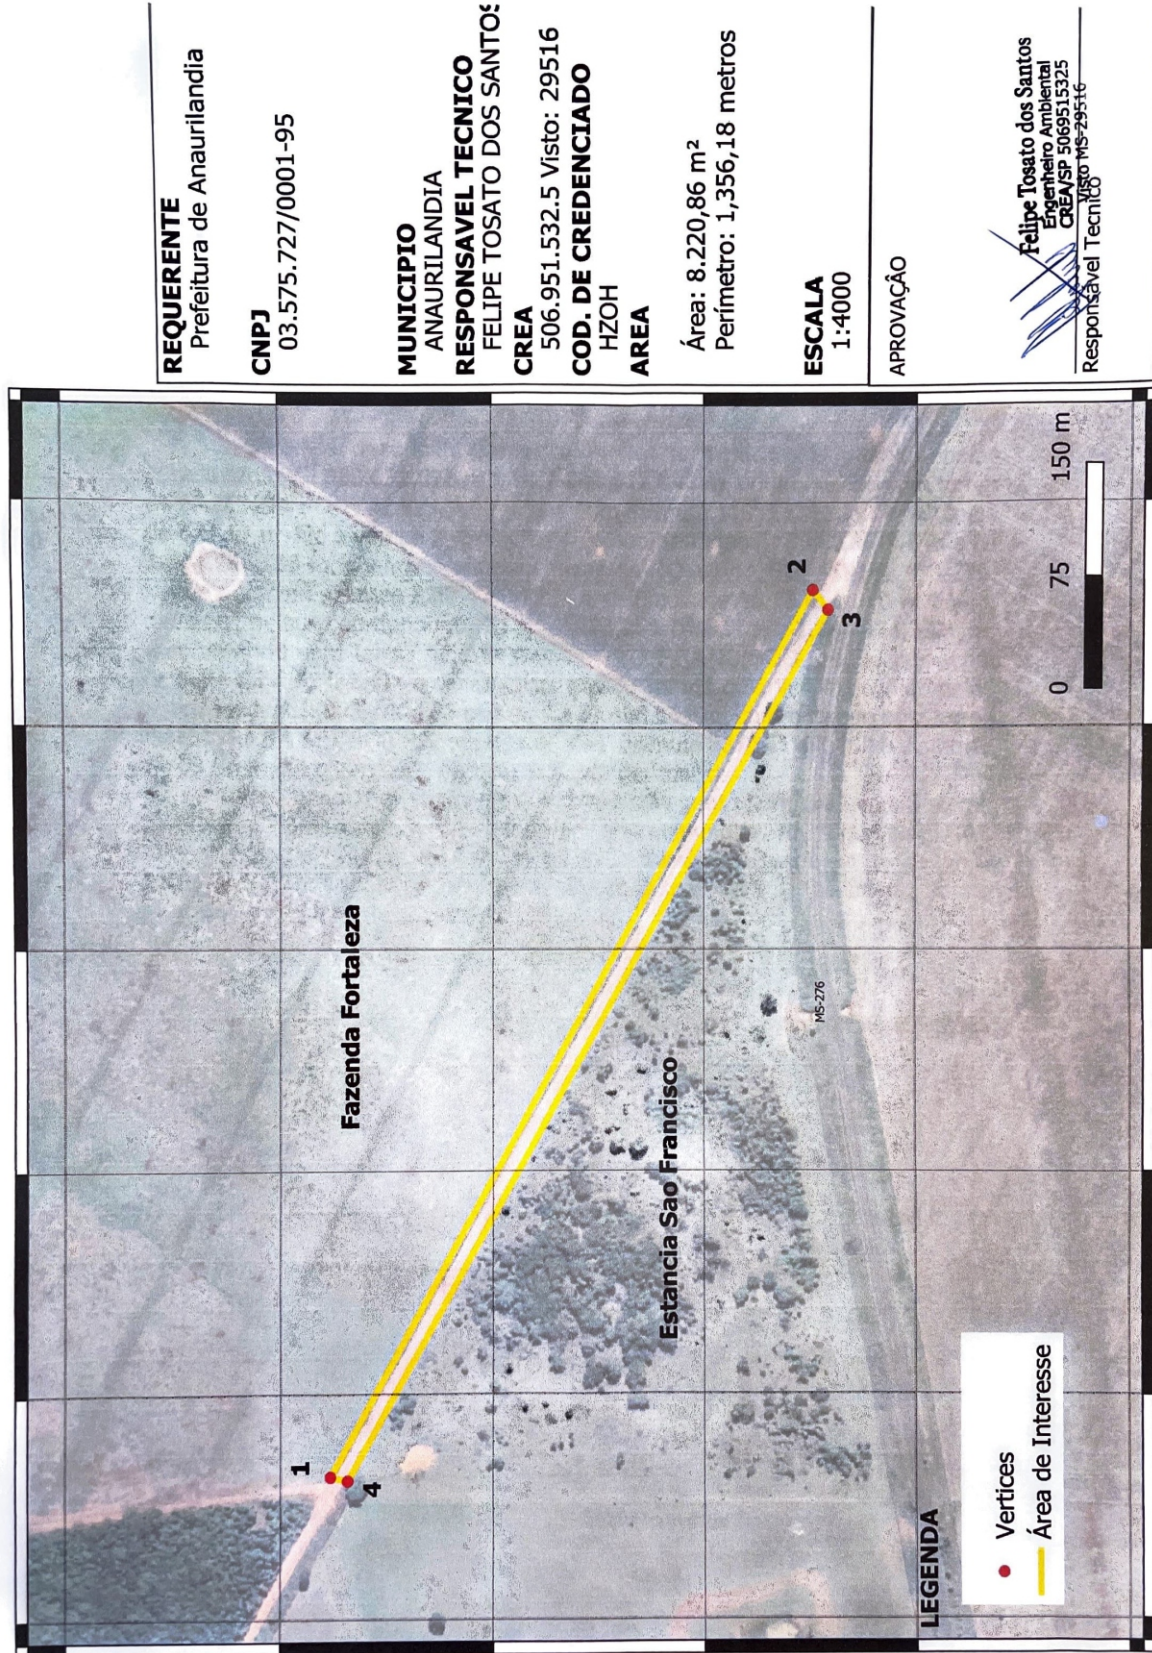 REQUERENTE
Prefeitura de Anaurilandia
CNPJ
03.575.727/0001-95
MUNICIPIO
ANAURILANDIA
RESPONSAVEL TECNICO
FELIPE TOSATO DOS SANTOS
CREA
506.951.532.5 Visto: 29516
COD. DE CREDENCIADO
HZOH
AREA
Área: 8.220,86 m²
Perímetro: 1,356,18 metros
ESCALA
1:4000
APROVAÇÂO
Felipe Tosato dos Santos
Engenheiro Ambiental
CREA/SP 5069515325
Visto MS-29516
Responsável Tecnico
1
4
Fazenda Fortaleza
Estancia Sao Francisco
MS-276
2
3
0 75 150 m
LEGENDA
Vertices
Área de Interesse